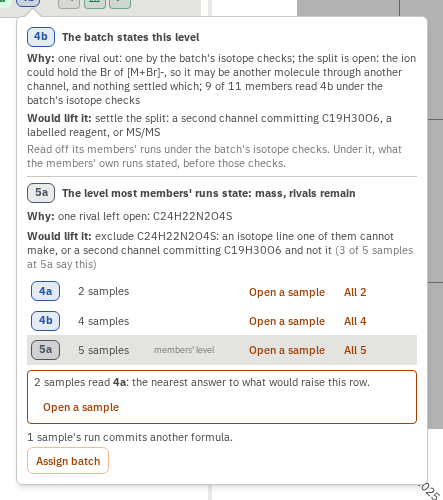 4b The batch states this level
Why: one rival out: one by the batch's isotope checks; the split is open: the ion
could hold the Br of [M+Br]-, so it may be another molecule through another
channel, and nothing settled which; 9 of 11 members read 4b under the
batch's isotope checks
Would lift it: settle the split: a second channel committing C19H30O6, a
labelled reagent, or MS/MS
Read off its members' runs under the batch's isotope checks. Under it, what
the members' own runs stated, before those checks.
5a The level most members' runs state: mass, rivals remain
Why: one rival left open: C24H22N2O4S
Would lift it: exclude C24H22N2O4S: an isotope line one of them cannot
make, or a second channel committing C19H30O6 and not it (3 of 5 samples
at 5a say this)
4a 2 samples Open a sample All 2
4b 4 samples Open a sample All 4
5a 5 samples members' level Open a sample All 5
2 samples read 4a: the nearest answer to what would raise this row.
Open a sample
1 sample's run commits another formula.
Assign batch